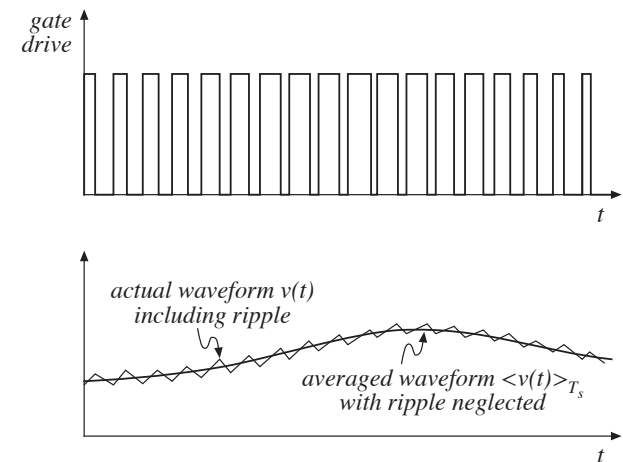 gate
drive
t
actual waveform v(t)
including ripple
averaged waveform <v(t)>Ts
with ripple neglected
t